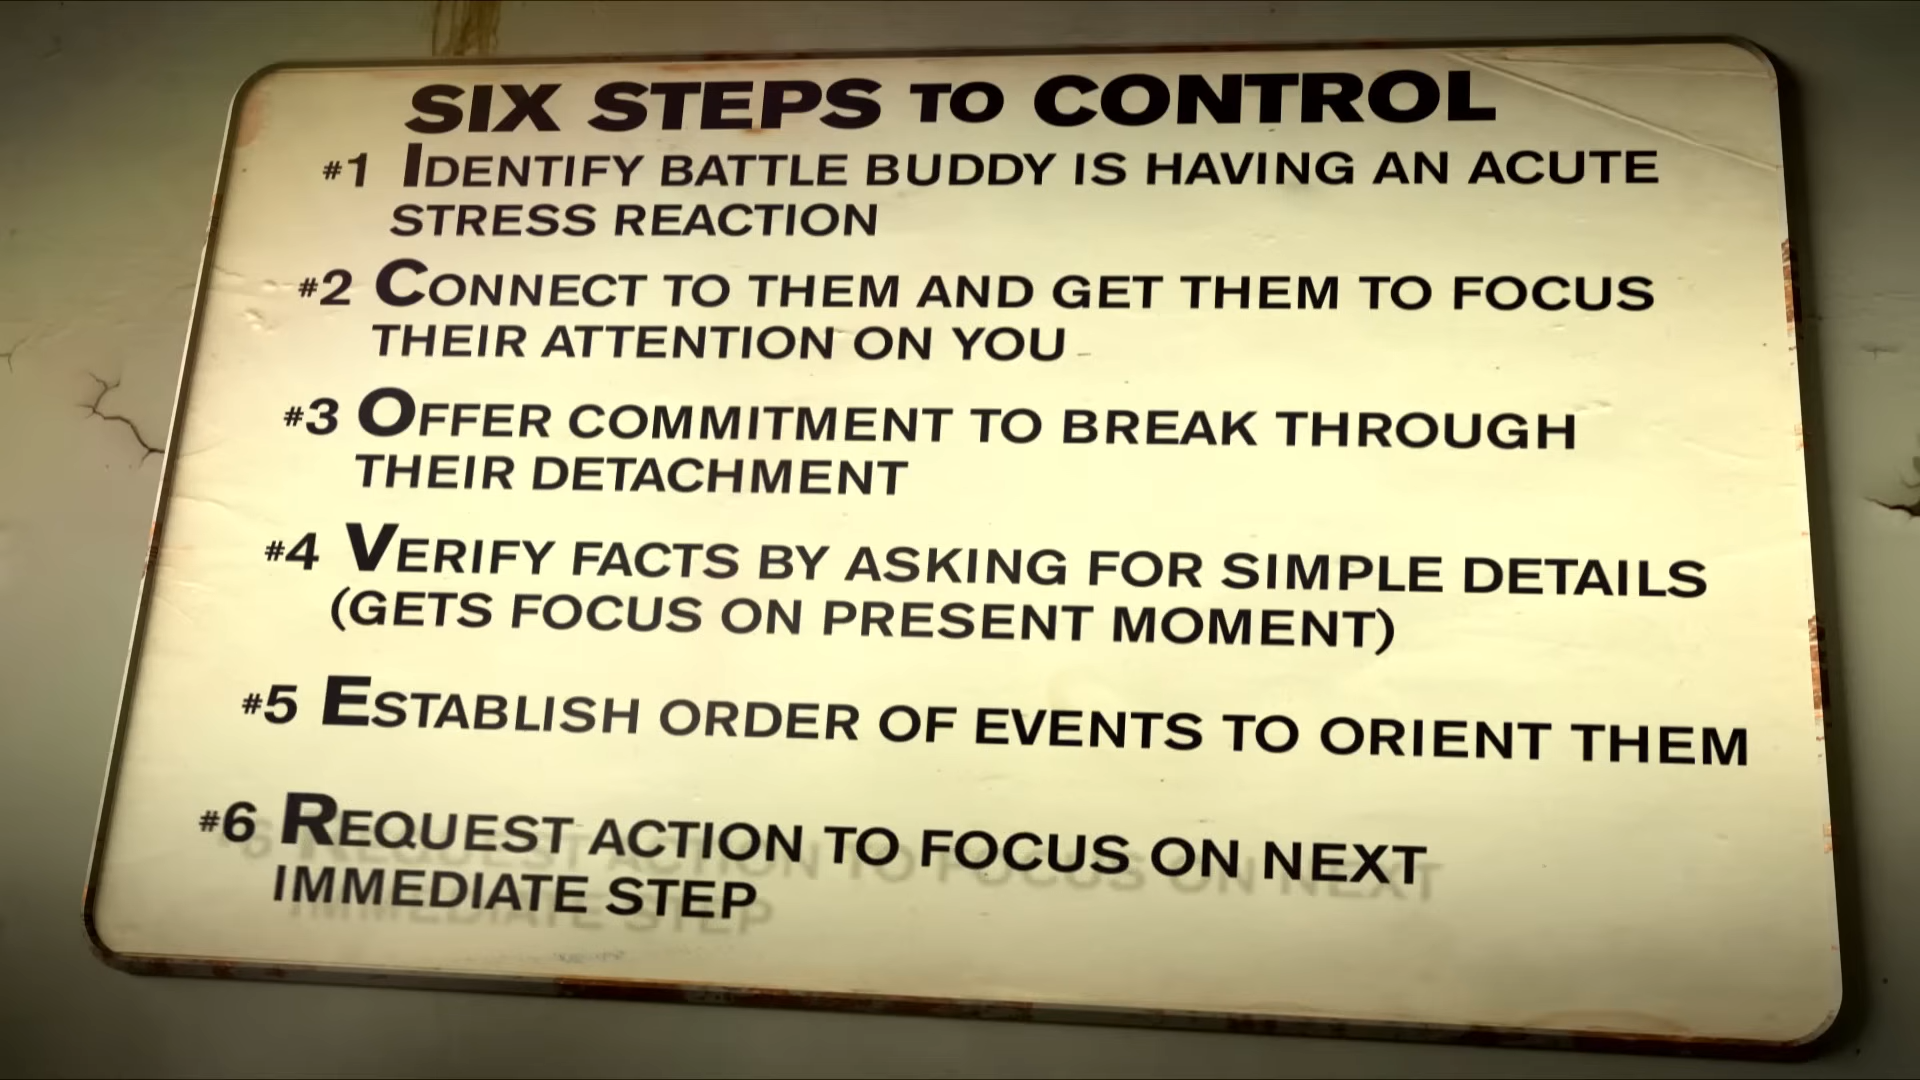 SIX STEPS TO CONTROL
#1 IDENTIFY BATTLE BUDDY IS HAVING AN ACUTE
STRESS REACTION
#2 CONNECT TO THEM AND GET THEM TO FOCUS
THEIR ATTENTION ON YOU
#3 OFFER COMMITMENT TO BREAK THROUGH
THEIR DETACHMENT
#4 VERIFY FACTS BY ASKING FOR SIMPLE DETAILS
(GETS FOCUS ON PRESENT MOMENT)
#5 ESTABLISH ORDER OF EVENTS TO ORIENT THEM
#6 REQUEST ACTION TO FOCUS ON NEXT
IMMEDIATE STEP